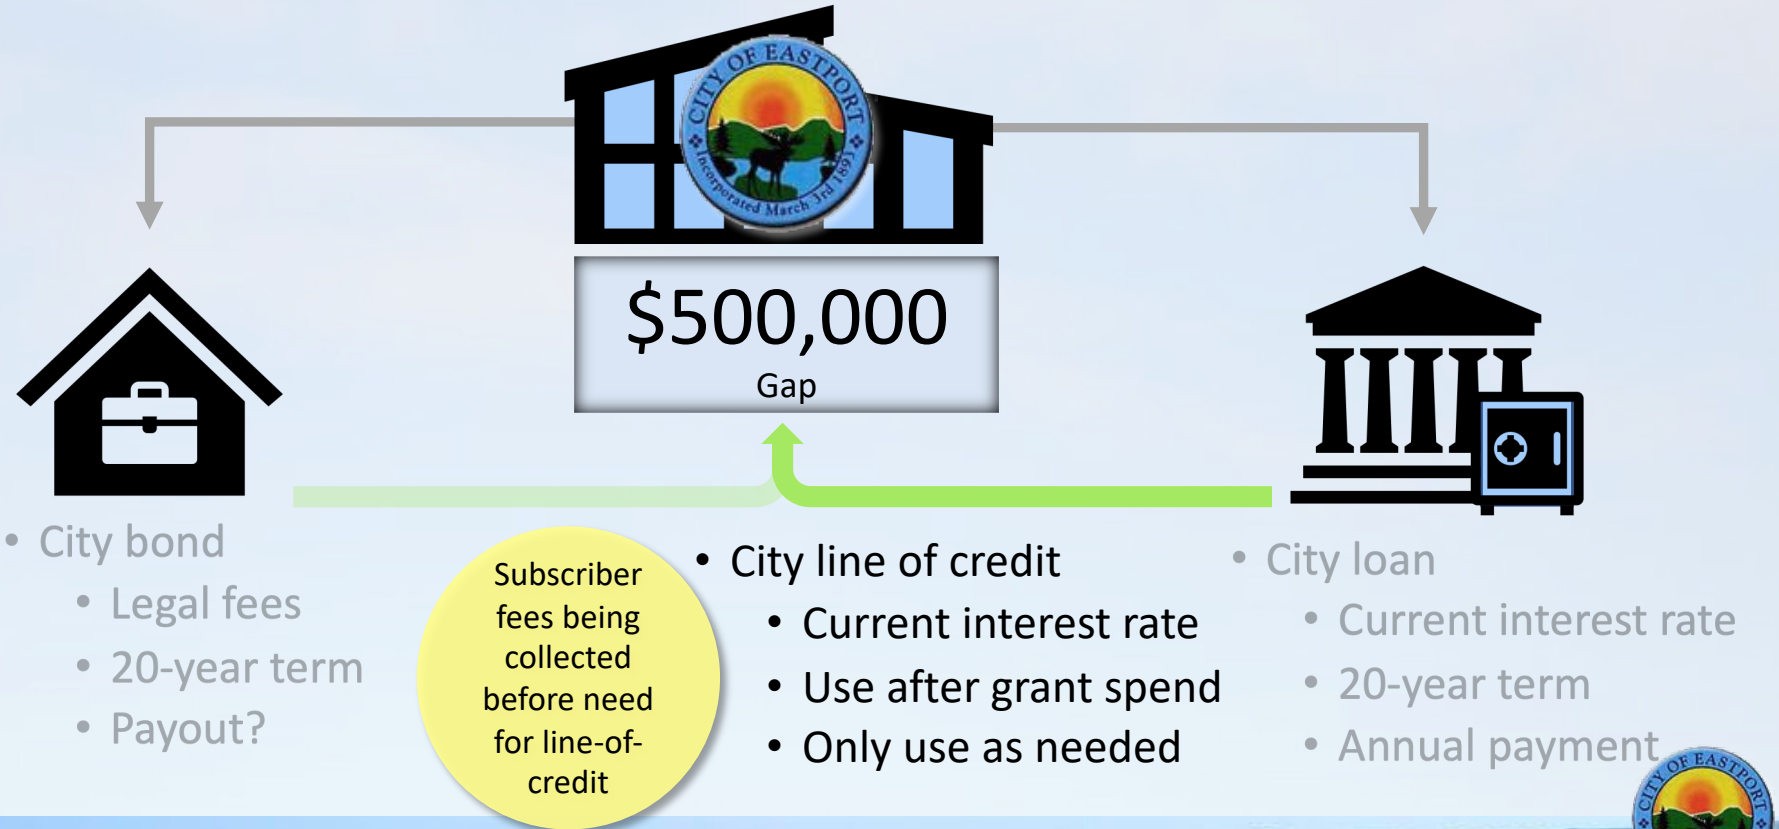 CITY OF EASTPORT
Incorporated March 3rd 1893
$500,000
Gap
• City bond
• Legal fees
• 20-year term
• Payout?
Subscriber
fees being
collected
before need
for line-of-
credit
• City line of credit
• Current interest rate
• Use after grant spend
• Only use as needed
• City loan
• Current interest rate
• 20-year term
• Annual payment
CITY OF EASTPORT